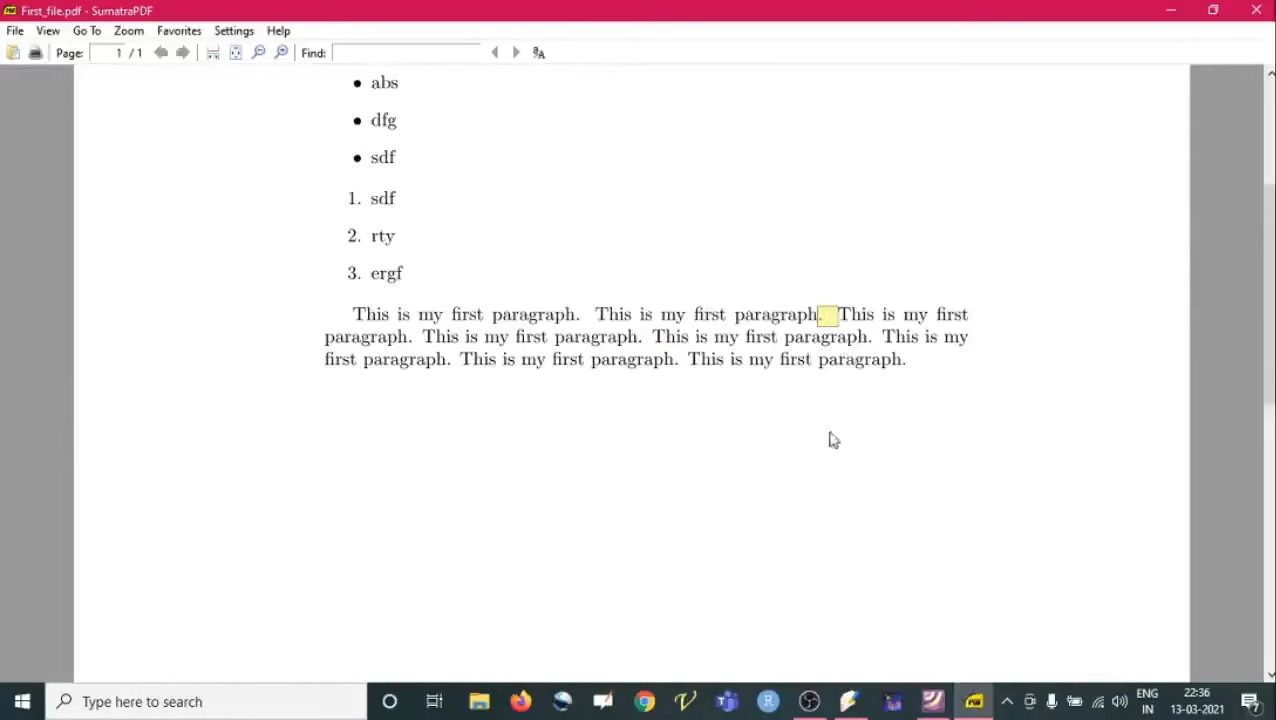 First_file.pdf - SumatraPDF
File View Go To Zoom Favorites Settings Help
Page: 1 / 1 Find:
• abs
• dfg
• sdf
1. sdf
2. rty
3. ergf
This is my first paragraph. This is my first paragraph. This is my first
paragraph. This is my first paragraph. This is my first paragraph. This is my
first paragraph. This is my first paragraph. This is my first paragraph.
Type here to search
ENG 22:36
IN 13-03-2021